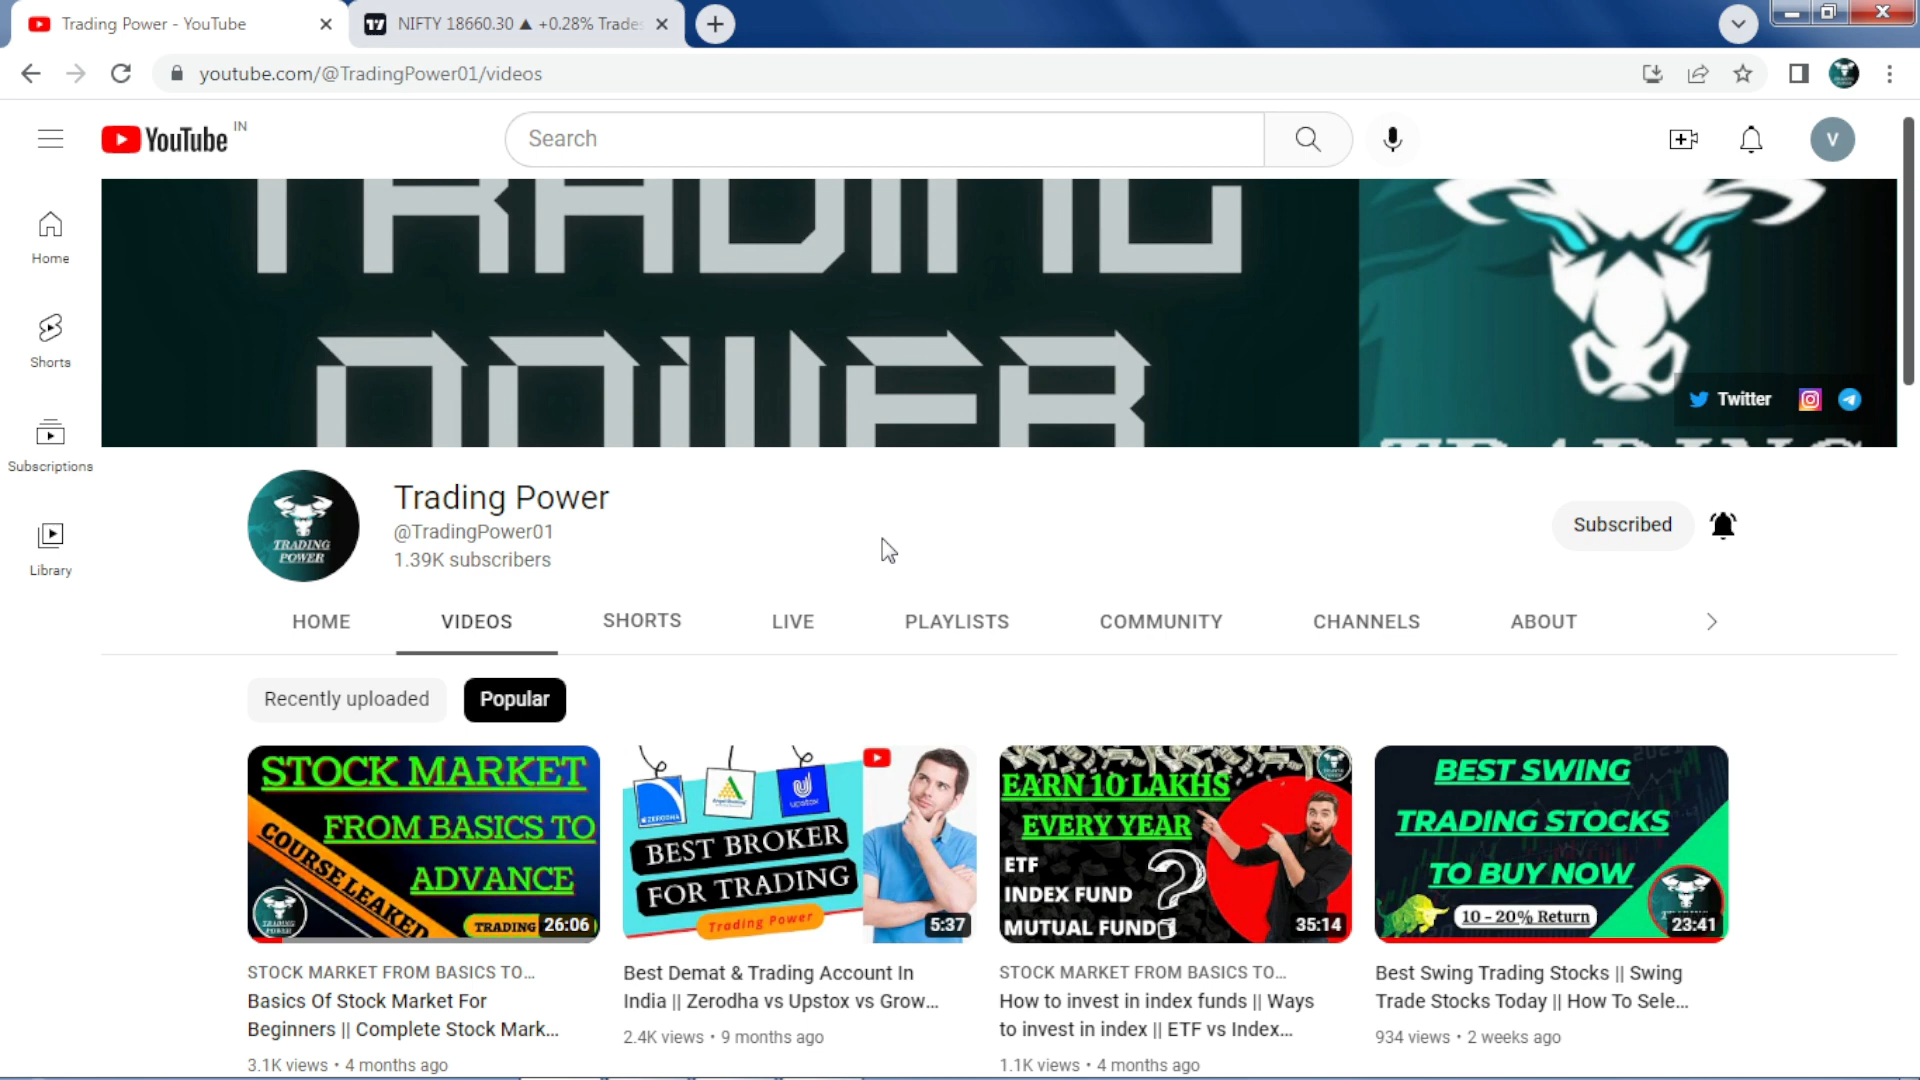 Trading Power - YouTube
NIFTY 18660.30 ▲ +0.28% Trade
youtube.com/@TradingPower01/videos
YouTube IN
Search
V
TRADING
POWER
Twitter
TRADING
Home
Shorts
Subscriptions
Library
TRADING
POWER
Trading Power
@TradingPower01
1.39K subscribers
Subscribed
HOME
VIDEOS
SHORTS
LIVE
PLAYLISTS
COMMUNITY
CHANNELS
ABOUT
Recently uploaded
Popular
STOCK MARKET
FROM BASICS TO
ADVANCE
COURSE LEAKED
TRADING
26:06
ZERODHA
upstox
BEST BROKER
FOR TRADING
Trading Power
5:37
EARN 10 LAKHS
EVERY YEAR
ETF
INDEX FUND
MUTUAL FUND
?
35:14
BEST SWING
TRADING STOCKS
TO BUY NOW
10 - 20% Return
23:41
STOCK MARKET FROM BASICS TO...
Basics Of Stock Market For
Beginners || Complete Stock Mark...
3.1K views • 4 months ago
Best Demat & Trading Account In
India || Zerodha vs Upstox vs Grow...
2.4K views • 9 months ago
STOCK MARKET FROM BASICS TO...
How to invest in index funds || Ways
to invest in index || ETF vs Index...
1.1K views • 4 months ago
Best Swing Trading Stocks || Swing
Trade Stocks Today || How To Sele...
934 views • 2 weeks ago